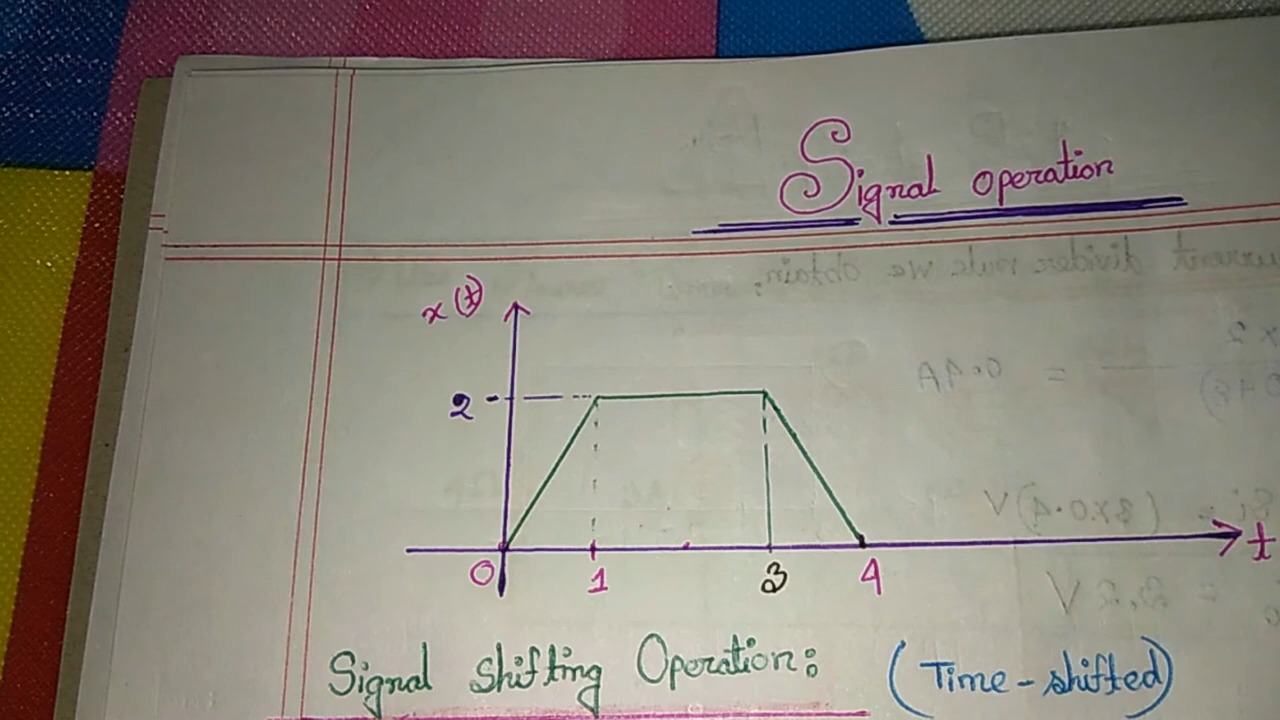 Signal operation
x(t)
2
0 1 3 4 t
Signal shifting Operation: (Time-shifted)